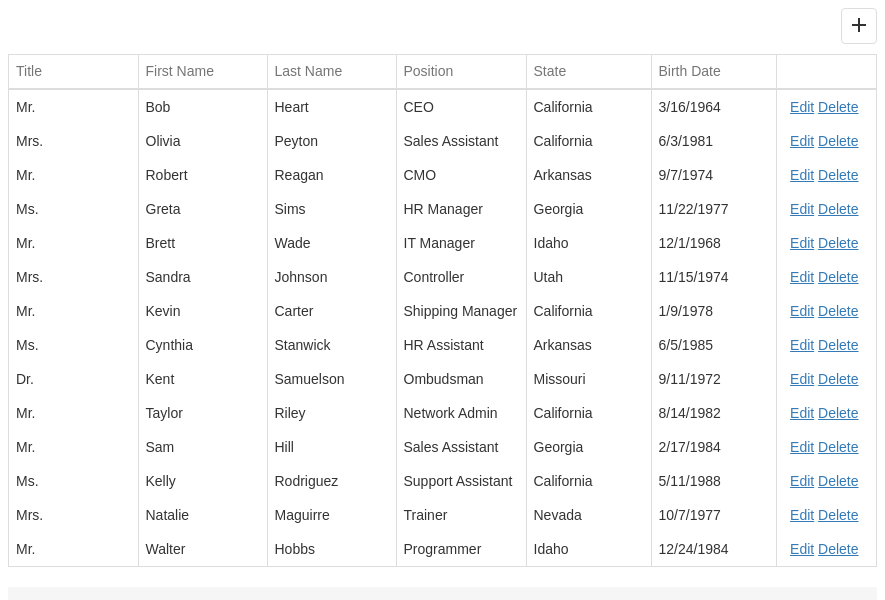 Title First Name Last Name Position State Birth Date
Mr. Bob Heart CEO California 3/16/1964 Edit Delete
Mrs. Olivia Peyton Sales Assistant California 6/3/1981 Edit Delete
Mr. Robert Reagan CMO Arkansas 9/7/1974 Edit Delete
Ms. Greta Sims HR Manager Georgia 11/22/1977 Edit Delete
Mr. Brett Wade IT Manager Idaho 12/1/1968 Edit Delete
Mrs. Sandra Johnson Controller Utah 11/15/1974 Edit Delete
Mr. Kevin Carter Shipping Manager California 1/9/1978 Edit Delete
Ms. Cynthia Stanwick HR Assistant Arkansas 6/5/1985 Edit Delete
Dr. Kent Samuelson Ombudsman Missouri 9/11/1972 Edit Delete
Mr. Taylor Riley Network Admin California 8/14/1982 Edit Delete
Mr. Sam Hill Sales Assistant Georgia 2/17/1984 Edit Delete
Ms. Kelly Rodriguez Support Assistant California 5/11/1988 Edit Delete
Mrs. Natalie Maguirre Trainer Nevada 10/7/1977 Edit Delete
Mr. Walter Hobbs Programmer Idaho 12/24/1984 Edit Delete